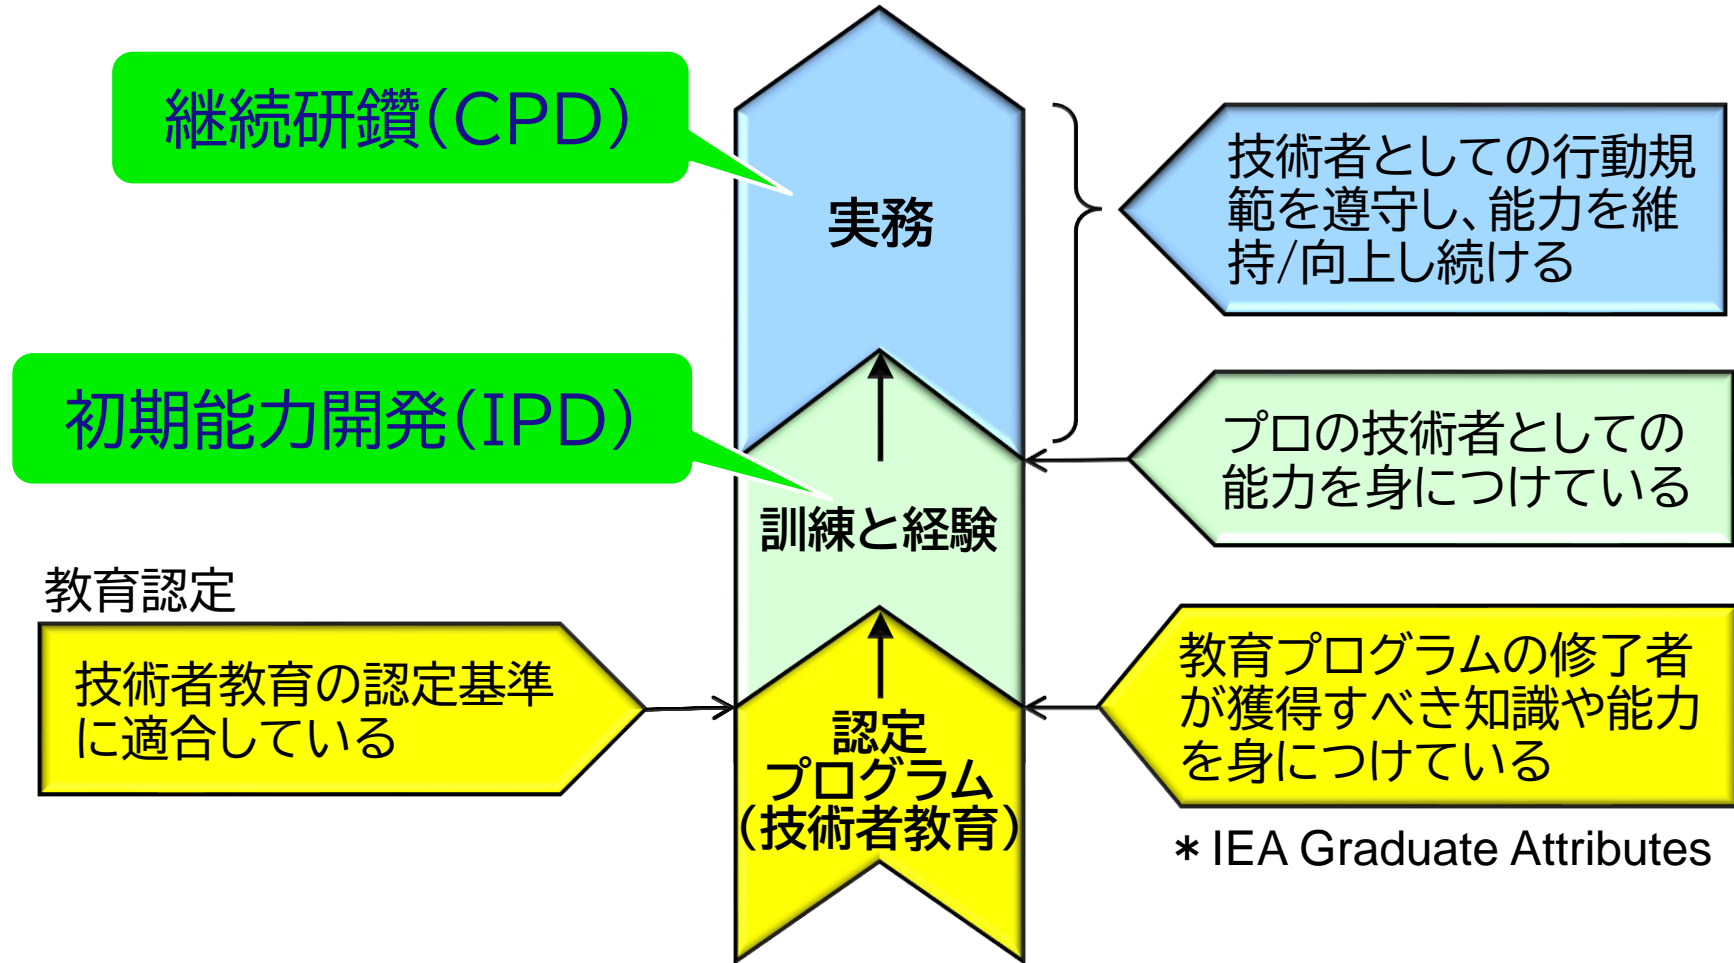 継続研鑽(CPD)
技術者としての行動規
範を遵守し、能力を維
持/向上し続ける
実務
初期能力開発(IPD)
プロの技術者としての
能力を身につけている
訓練と経験
教育認定
技術者教育の認定基準
に適合している
教育プログラムの修了者
が獲得すべき知識や能力
を身につけている
認定
プログラム
(技術者教育)
* IEA Graduate Attributes